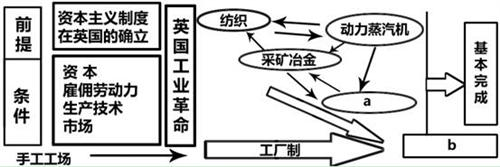 前提
资本主义制度
在英国的确立
条件
资本
雇佣劳动力
生产技术
市场
英国工业革命
纺织
动力蒸汽机
采矿冶金
a
基本完成
b
手工工场
工厂制